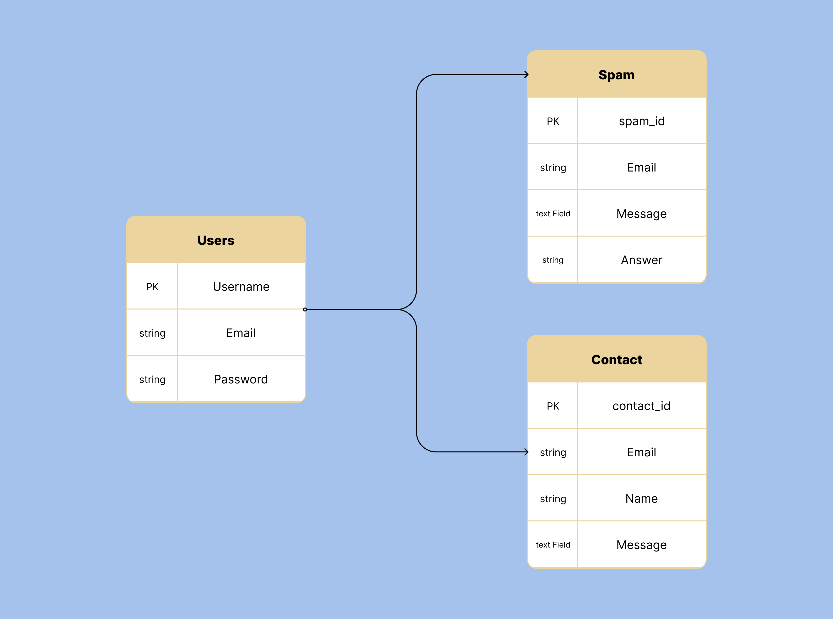 Users
PK Username
string Email
string Password
Spam
PK spam_id
string Email
text Field Message
string Answer
Contact
PK contact_id
string Email
string Name
text Field Message